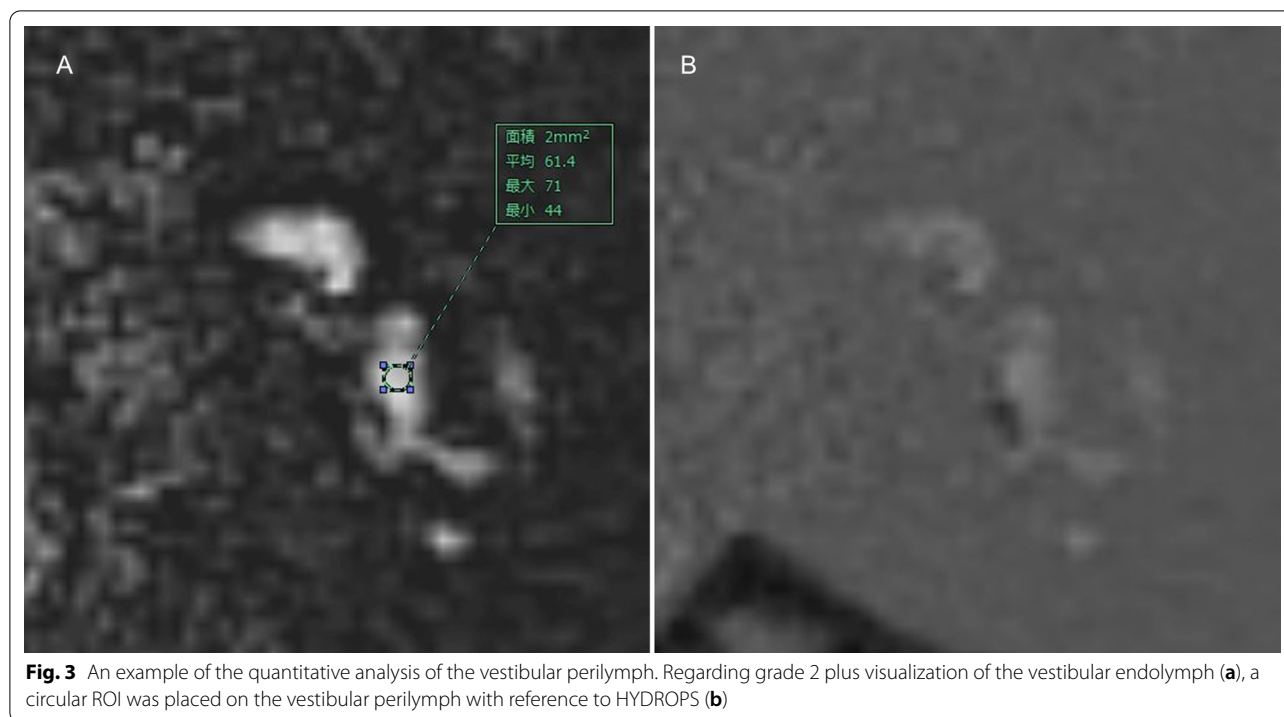 A
B
面積 2mm²
平均 61.4
最大 71
最小 44
Fig. 3 An example of the quantitative analysis of the vestibular perilymph. Regarding grade 2 plus visualization of the vestibular endolymph (a), a
circular ROI was placed on the vestibular perilymph with reference to HYDROPS (b)